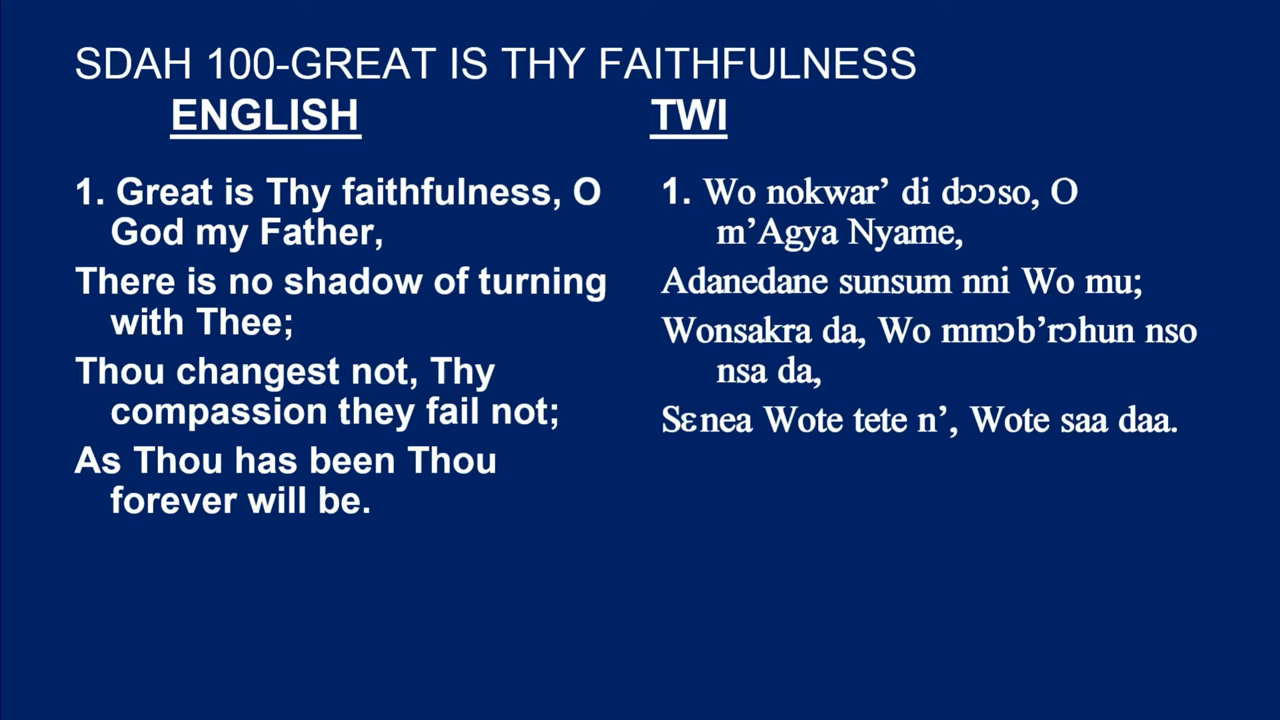 SDAH 100-GREAT IS THY FAITHFULNESS
ENGLISH
1. Great is Thy faithfulness, O
God my Father,
There is no shadow of turning
with Thee;
Thou changest not, Thy
compassion they fail not;
As Thou has been Thou
forever will be.
TWI
1. Wo nokwar’ di dɔɔso, O
m’Agya Nyame,
Adanedane sunsum nni Wo mu;
Wonsakra da, Wo mmɔb’rɔhun nso
nsa da,
Sɛnea Wote tete n’, Wote saa daa.